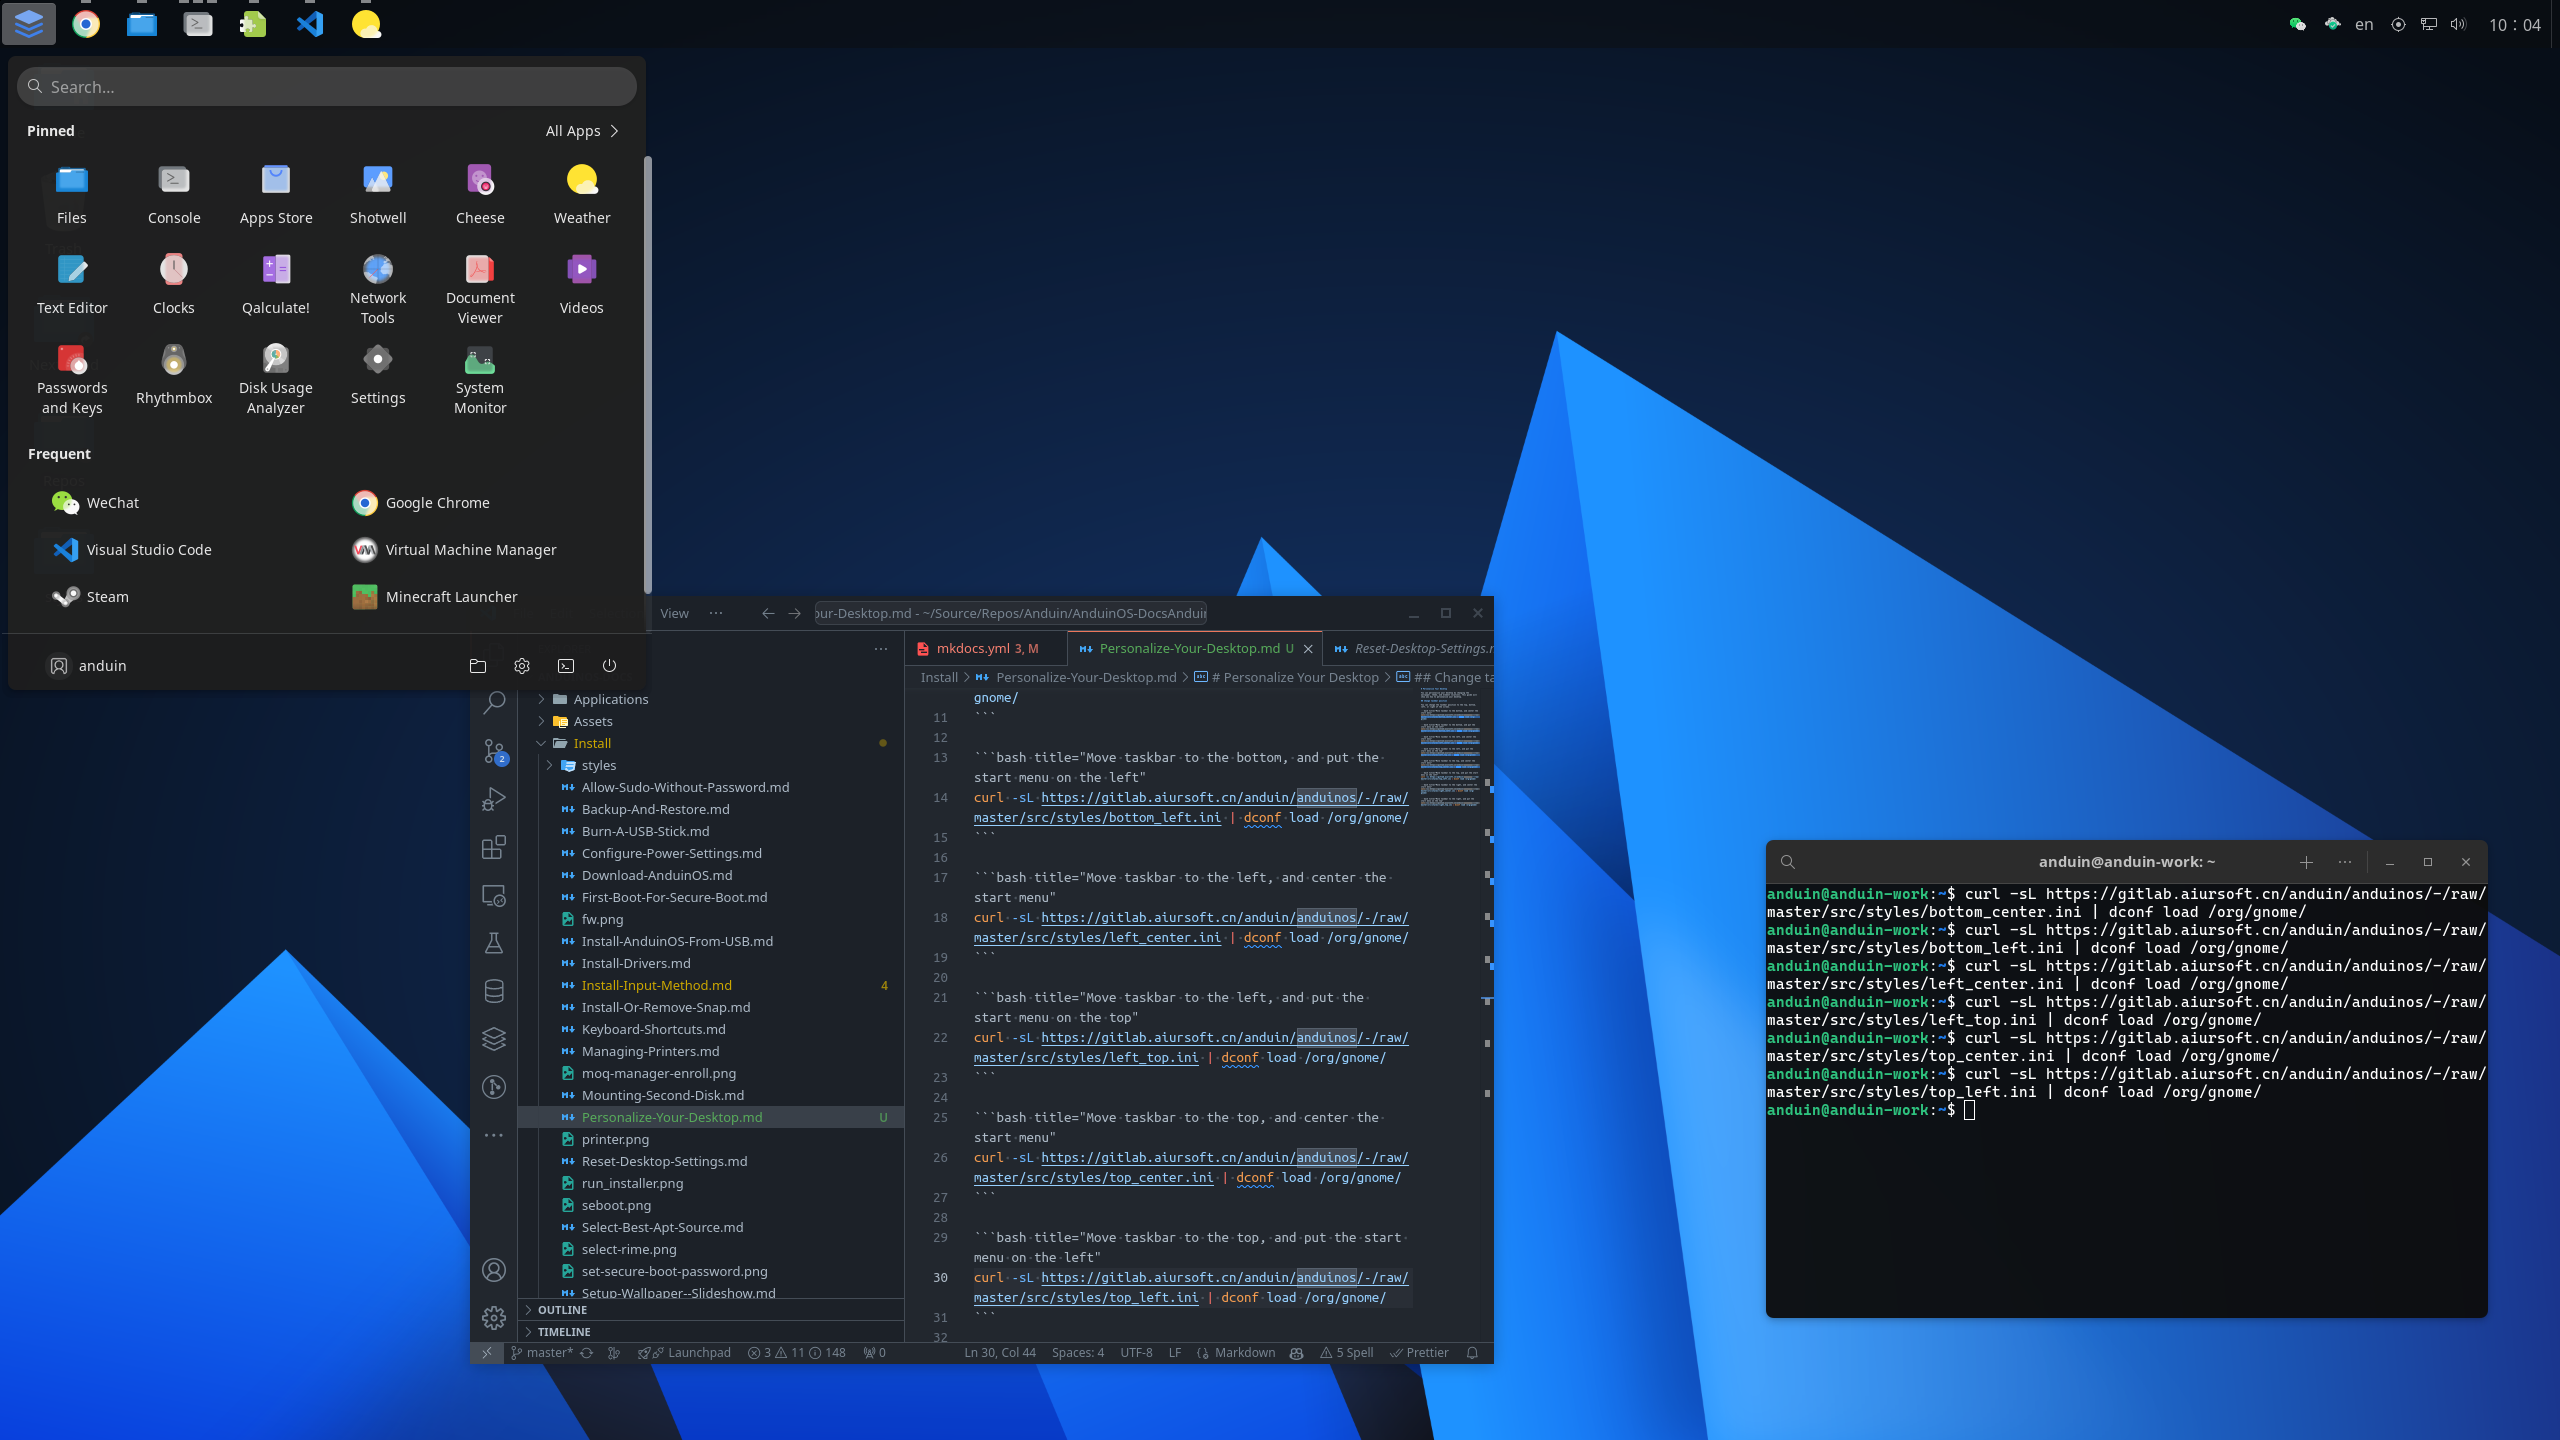 en
10 : 04
Search...
Pinned
All Apps
Files
Console
Apps Store
Shotwell
Cheese
Weather
Text Editor
Clocks
Qalculate!
Network
Tools
Document
Viewer
Videos
Passwords
and Keys
Rhythmbox
Disk Usage
Analyzer
Settings
System
Monitor
Frequent
WeChat
Google Chrome
Visual Studio Code
Virtual Machine Manager
Steam
Minecraft Launcher
anduin
View
our-Desktop.md - ~/Source/Repos/Anduin/AnduinOS-DocsAnduin
mkdocs.yml 3, M
Personalize-Your-Desktop.md U
Reset-Desktop-Settings.
Install > Personalize-Your-Desktop.md > # Personalize Your Desktop > ## Change ta
Applications
Assets
Install
styles
Allow-Sudo-Without-Password.md
Backup-And-Restore.md
Burn-A-USB-Stick.md
Configure-Power-Settings.md
Download-AnduinOS.md
First-Boot-For-Secure-Boot.md
fw.png
Install-AnduinOS-From-USB.md
Install-Drivers.md
Install-Input-Method.md 4
Install-Or-Remove-Snap.md
Keyboard-Shortcuts.md
Managing-Printers.md
moq-manager-enroll.png
Mounting-Second-Disk.md
Personalize-Your-Desktop.md U
printer.png
Reset-Desktop-Settings.md
run_installer.png
seboot.png
Select-Best-Apt-Source.md
select-rime.png
set-secure-boot-password.png
Setup-Wallpaper--Slideshow.md
OUTLINE
TIMELINE
2
gnome/
11 ```
12
13 ```bash title="Move taskbar to the bottom, and put the
start menu on the left"
14 curl -sL https://gitlab.aiursoft.cn/anduin/anduinos/-/raw/
master/src/styles/bottom_left.ini | dconf load /org/gnome/
15 ```
16
17 ```bash title="Move taskbar to the left, and center the
start menu"
18 curl -sL https://gitlab.aiursoft.cn/anduin/anduinos/-/raw/
master/src/styles/left_center.ini | dconf load /org/gnome/
19 ```
20
21 ```bash title="Move taskbar to the left, and put the
start menu on the top"
22 curl -sL https://gitlab.aiursoft.cn/anduin/anduinos/-/raw/
master/src/styles/left_top.ini | dconf load /org/gnome/
23 ```
24
25 ```bash title="Move taskbar to the top, and center the
start menu"
26 curl -sL https://gitlab.aiursoft.cn/anduin/anduinos/-/raw/
master/src/styles/top_center.ini | dconf load /org/gnome/
27 ```
28
29 ```bash title="Move taskbar to the top, and put the start
menu on the left"
30 curl -sL https://gitlab.aiursoft.cn/anduin/anduinos/-/raw/
master/src/styles/top_left.ini | dconf load /org/gnome/
31 ```
32
master* Launchpad 3 11 148 0 Ln 30, Col 44 Spaces: 4 UTF-8 LF Markdown 5 Spell Prettier
anduin@anduin-work: ~
anduin@anduin-work:~$ curl -sL https://gitlab.aiursoft.cn/anduin/anduinos/-/raw/
master/src/styles/bottom_center.ini | dconf load /org/gnome/
anduin@anduin-work:~$ curl -sL https://gitlab.aiursoft.cn/anduin/anduinos/-/raw/
master/src/styles/bottom_left.ini | dconf load /org/gnome/
anduin@anduin-work:~$ curl -sL https://gitlab.aiursoft.cn/anduin/anduinos/-/raw/
master/src/styles/left_center.ini | dconf load /org/gnome/
anduin@anduin-work:~$ curl -sL https://gitlab.aiursoft.cn/anduin/anduinos/-/raw/
master/src/styles/left_top.ini | dconf load /org/gnome/
anduin@anduin-work:~$ curl -sL https://gitlab.aiursoft.cn/anduin/anduinos/-/raw/
master/src/styles/top_center.ini | dconf load /org/gnome/
anduin@anduin-work:~$ curl -sL https://gitlab.aiursoft.cn/anduin/anduinos/-/raw/
master/src/styles/top_left.ini | dconf load /org/gnome/
anduin@anduin-work:~$